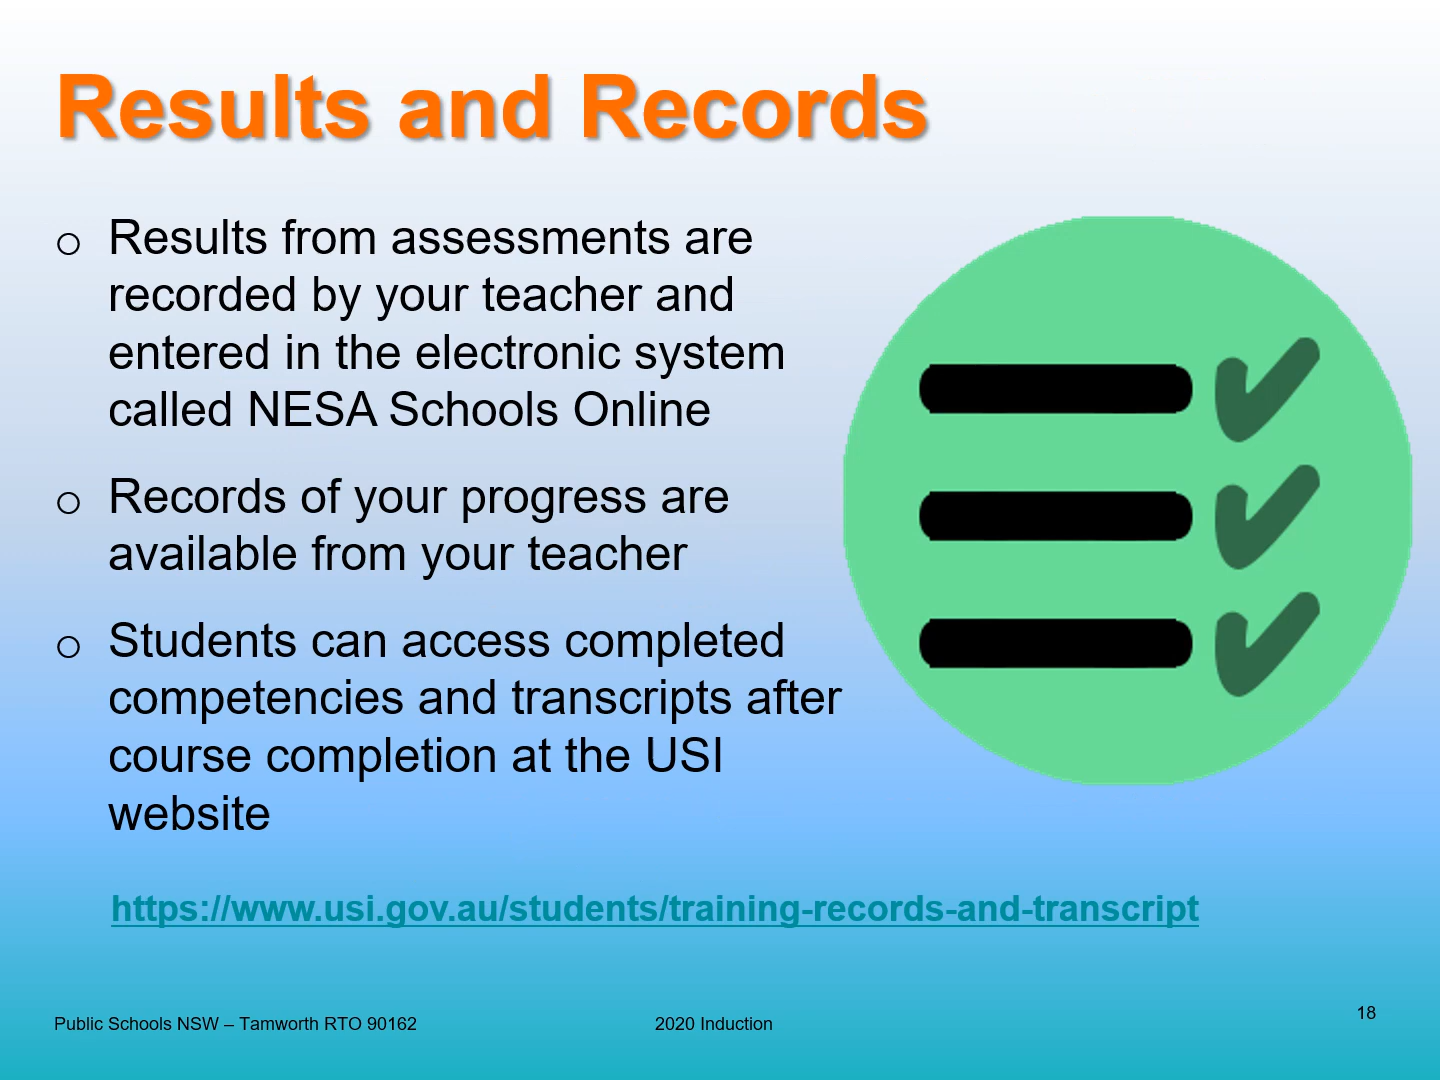 Results and Records
o Results from assessments are
recorded by your teacher and
entered in the electronic system
called NESA Schools Online
o Records of your progress are
available from your teacher
o Students can access completed
competencies and transcripts after
course completion at the USI
website
https://www.usi.gov.au/students/training-records-and-transcript
Public Schools NSW – Tamworth RTO 90162
2020 Induction
18